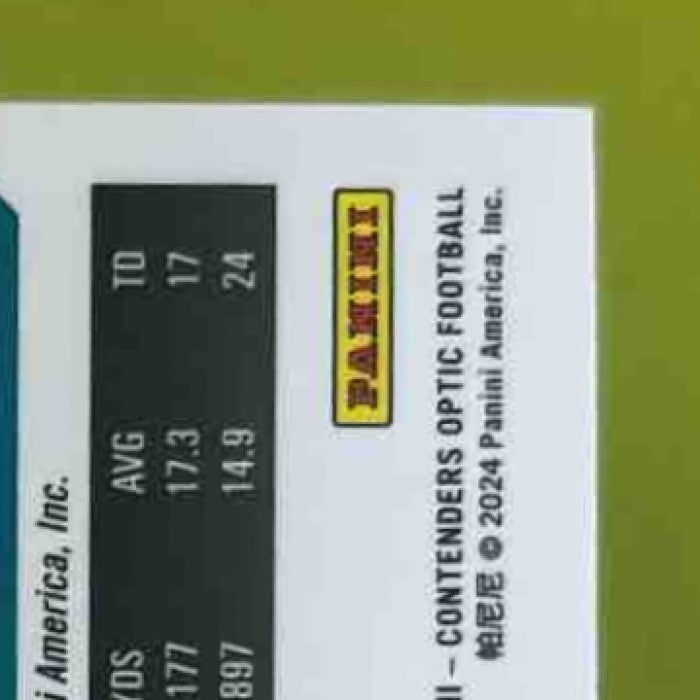 i America, Inc.
YDS AVG TD
177 17.3 17
897 14.9 24
PANINI
NI – CONTENDERS OPTIC FOOTBALL
帕尼尼 © 2024 Panini America, Inc.